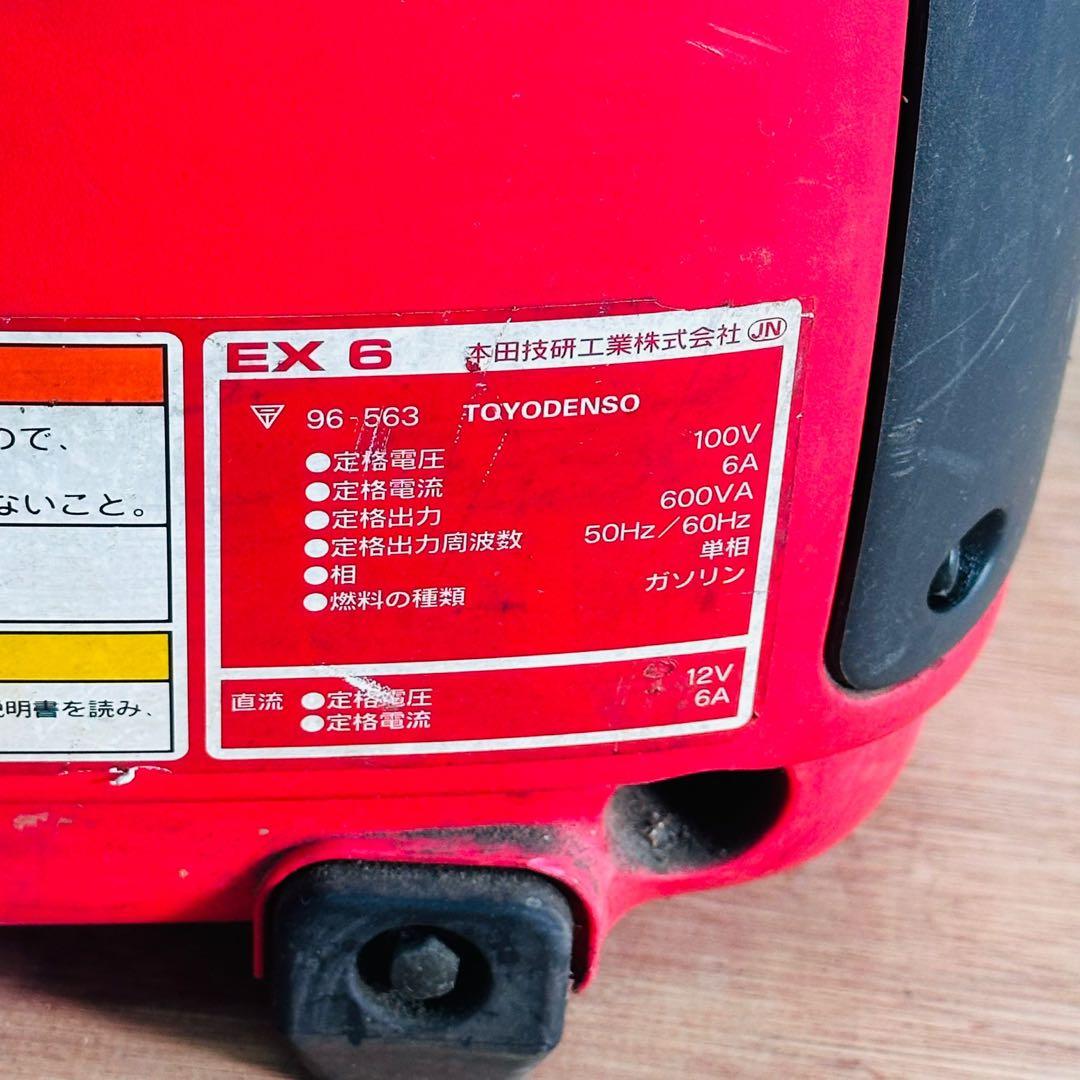 ので、
ないこと。
説明書を読み、
EX 6 本田技研工業株式会社 JN
〒 96-563 TOYODENSO
●定格電圧 100V
●定格電流 6A
●定格出力 600VA
●定格出力周波数 50Hz/60Hz
●相 単相
●燃料の種類 ガソリン
直流 ●定格電圧 12V
●定格電流 6A